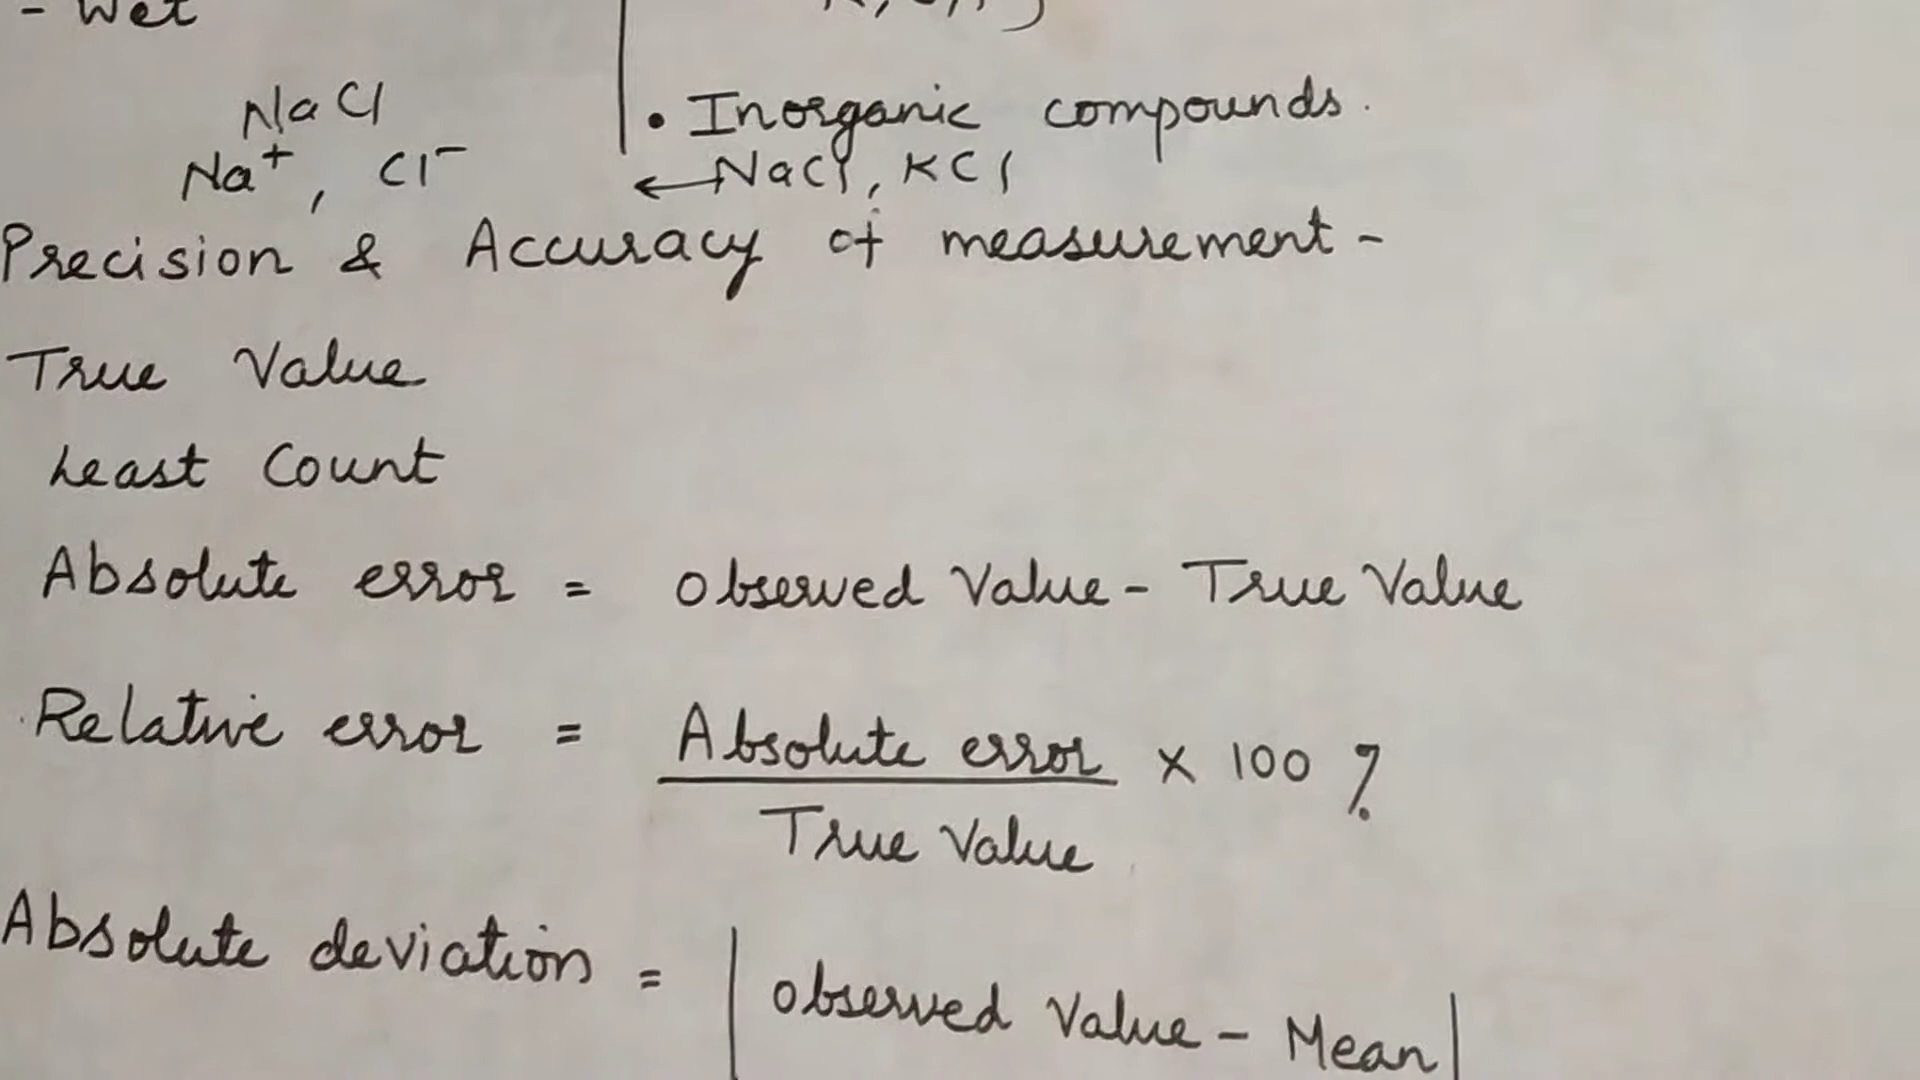 - Wet
NaCl
Na⁺, Cl⁻
• Inorganic compounds.
← NaCl, KCl
Precision & Accuracy of measurement -
True Value
Least Count
Absolute error = Observed Value - True Value
Relative error = Absolute error × 100 %
True Value
Absolute deviation = | Observed Value - Mean |